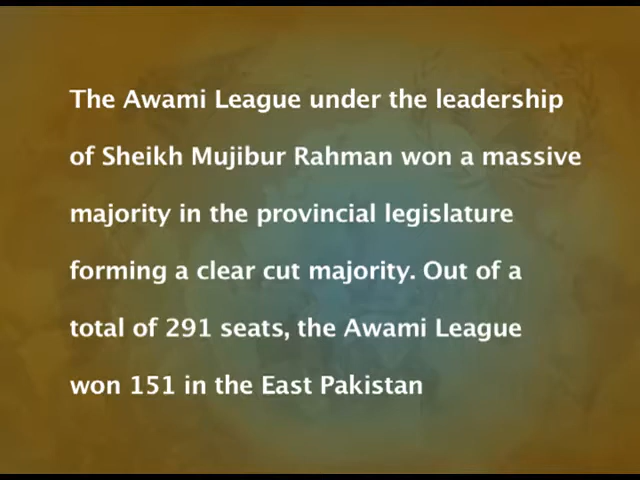 The Awami League under the leadership
of Sheikh Mujibur Rahman won a massive
majority in the provincial legislature
forming a clear cut majority. Out of a
total of 291 seats, the Awami League
won 151 in the East Pakistan